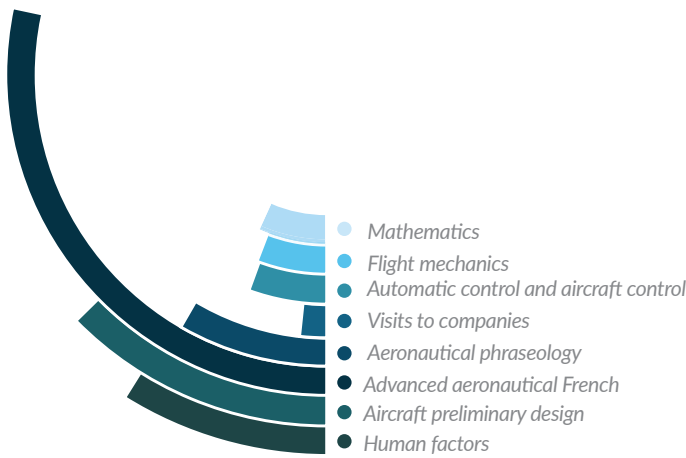 Mathematics
Flight mechanics
Automatic control and aircraft control
Visits to companies
Aeronautical phraseology
Advanced aeronautical French
Aircraft preliminary design
Human factors